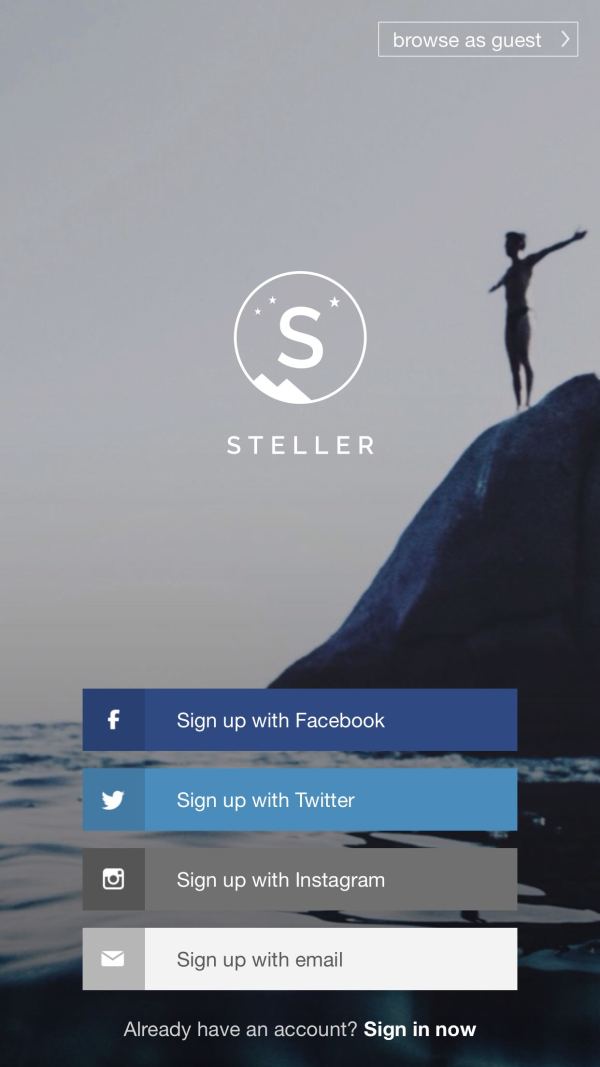 browse as guest
S
STELLER
Sign up with Facebook
Sign up with Twitter
Sign up with Instagram
Sign up with email
Already have an account? Sign in now